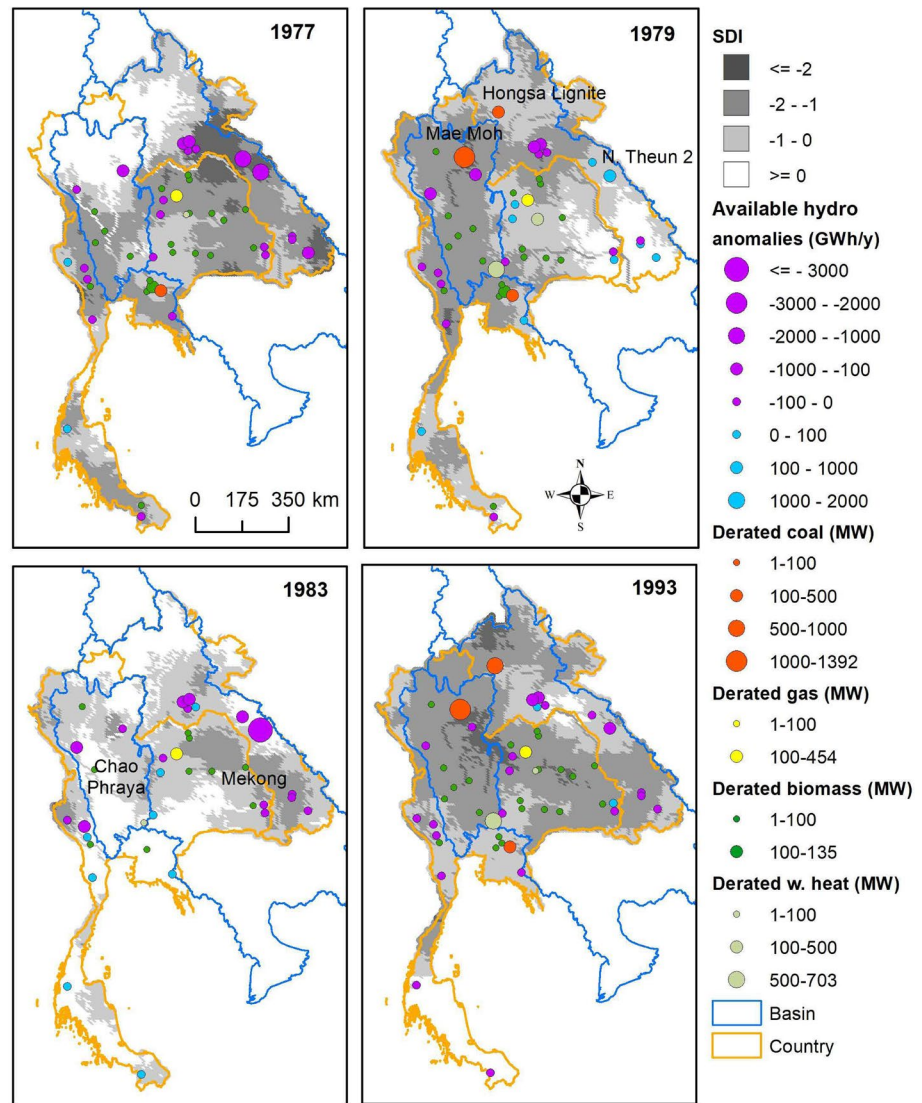 1977
0 175 350 km
1979
Hongsa Lignite
Mae Moh
N. Theun 2
N
W E
S
1983
Chao
Phraya
Mekong
1993
SDI
<= -2
-2 - -1
-1 - 0
>= 0
Available hydro
anomalies (GWh/y)
<= - 3000
-3000 - -2000
-2000 - -1000
-1000 - -100
-100 - 0
0 - 100
100 - 1000
1000 - 2000
Derated coal (MW)
1-100
100-500
500-1000
1000-1392
Derated gas (MW)
1-100
100-454
Derated biomass (MW)
1-100
100-135
Derated w. heat (MW)
1-100
100-500
500-703
Basin
Country